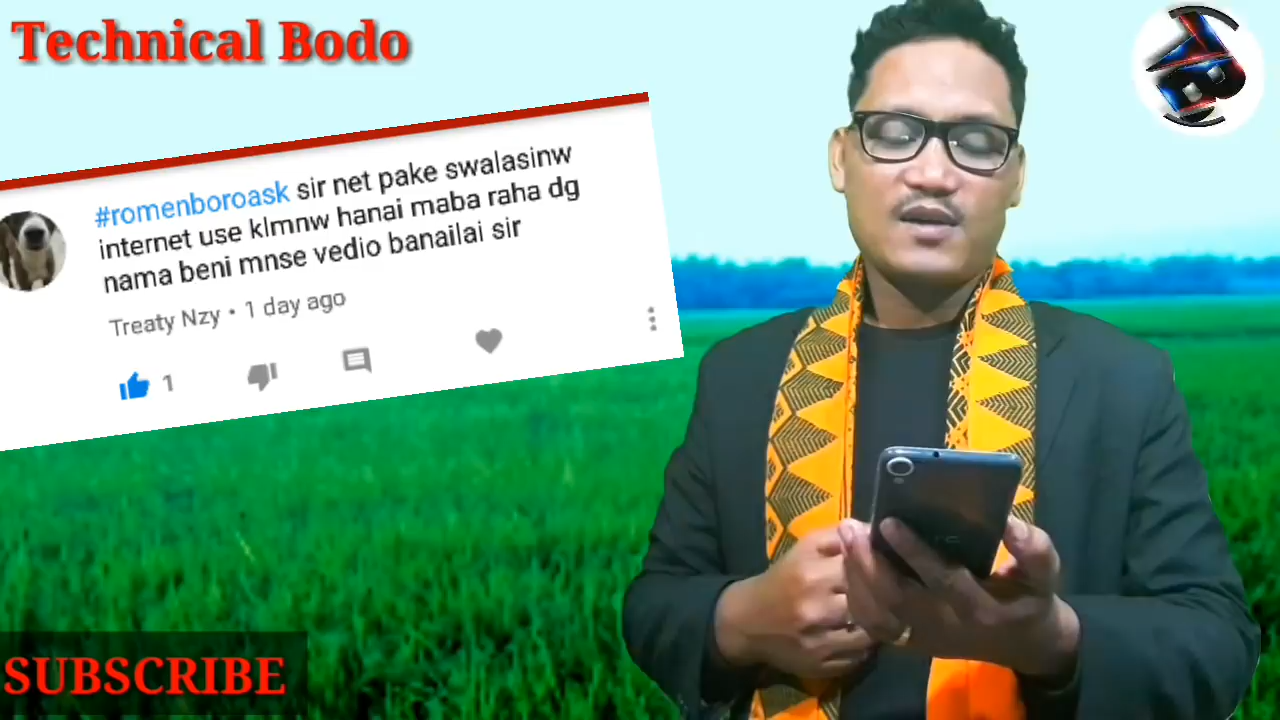 Technical Bodo
#romenboroask sir net pake swalasinw
internet use klmnw hanai maba raha dg
nama beni mnse vedio banailai sir
Treaty Nzy • 1 day ago
1
SUBSCRIBE